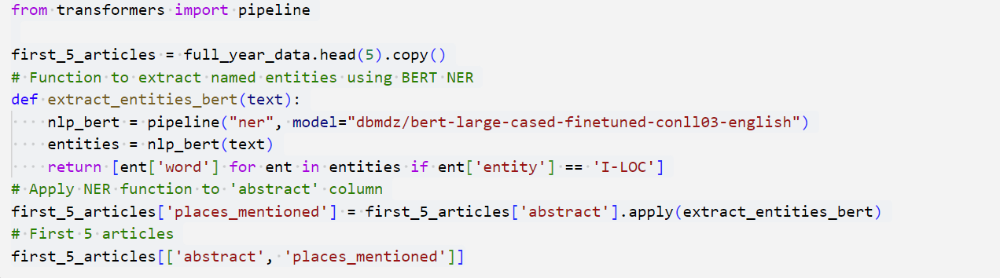 from transformers import pipeline

first_5_articles = full_year_data.head(5).copy()
# Function to extract named entities using BERT NER
def extract_entities_bert(text):
    nlp_bert = pipeline("ner", model="dbmdz/bert-large-cased-finetuned-conll03-english")
    entities = nlp_bert(text)
    return [ent['word'] for ent in entities if ent['entity'] == 'I-LOC']
# Apply NER function to 'abstract' column
first_5_articles['places_mentioned'] = first_5_articles['abstract'].apply(extract_entities_bert)
# First 5 articles
first_5_articles[['abstract', 'places_mentioned']]